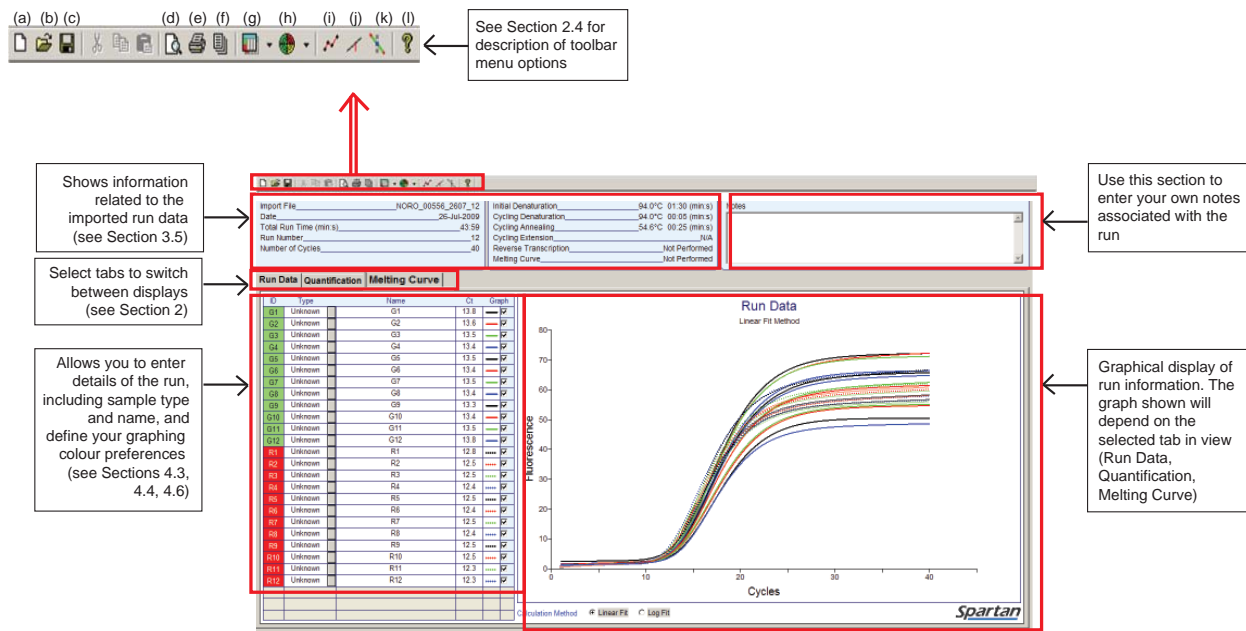 (a) (b) (c) (d) (e) (f) (g) (h) (i) (j) (k) (l)
See Section 2.4 for
description of toolbar
menu options
Shows information
related to the
imported run data
(see Section 3.5)
Select tabs to switch
between displays
(see Section 2)
Allows you to enter
details of the run,
including sample type
and name, and
define your graphing
colour preferences
(see Sections 4.3,
4.4, 4.6)
Import File NORO_00556_2607_12
Date 26-Jul-2009
Total Run Time (min:s) 43:59
Run Number 12
Number of Cycles 40
Initial Denaturation 94.0°C 01:30 (min:s)
Cycling Denaturation 94.0°C 00:05 (min:s)
Cycling Annealing 54.6°C 00:25 (min:s)
Cycling Extension N/A
Reverse Transcription Not Performed
Melting Curve Not Performed
Notes
Use this section to
enter your own notes
associated with the
run
Run Data Quantification Melting Curve
ID Type Name Ct Graph
G1 Unknown G1 13.8
G2 Unknown G2 13.6
G3 Unknown G3 13.5
G4 Unknown G4 13.4
G5 Unknown G5 13.5
G6 Unknown G6 13.4
G7 Unknown G7 13.5
G8 Unknown G8 13.4
G9 Unknown G9 13.3
G10 Unknown G10 13.4
G11 Unknown G11 13.5
G12 Unknown G12 13.8
R1 Unknown R1 12.8
R2 Unknown R2 12.5
R3 Unknown R3 12.5
R4 Unknown R4 12.4
R5 Unknown R5 12.5
R6 Unknown R6 12.4
R7 Unknown R7 12.5
R8 Unknown R8 12.4
R9 Unknown R9 12.5
R10 Unknown R10 12.5
R11 Unknown R11 12.3
R12 Unknown R12 12.3
Run Data
Linear Fit Method
Fluorescence
80
70
60
50
40
30
20
10
0
0 10 20 30 40
Cycles
Calculation Method Linear Fit Log Fit
Spartan
Graphical display of
run information. The
graph shown will
depend on the
selected tab in view
(Run Data,
Quantification,
Melting Curve)